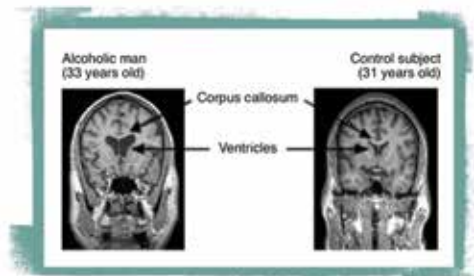 Alcoholic man
(33 years old)
Control subject
(31 years old)
Corpus callosum
Ventricles